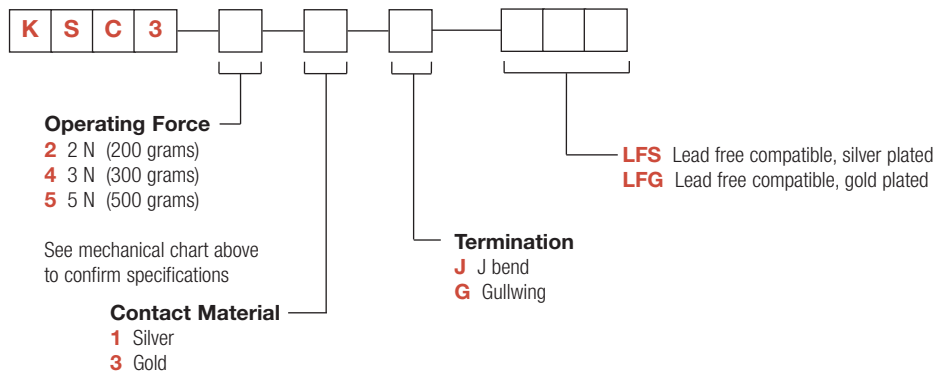 K S C 3
Operating Force
2 2 N (200 grams)
4 3 N (300 grams)
5 5 N (500 grams)
See mechanical chart above
to confirm specifications
Contact Material
1 Silver
3 Gold
Termination
J J bend
G Gullwing
LFS Lead free compatible, silver plated
LFG Lead free compatible, gold plated